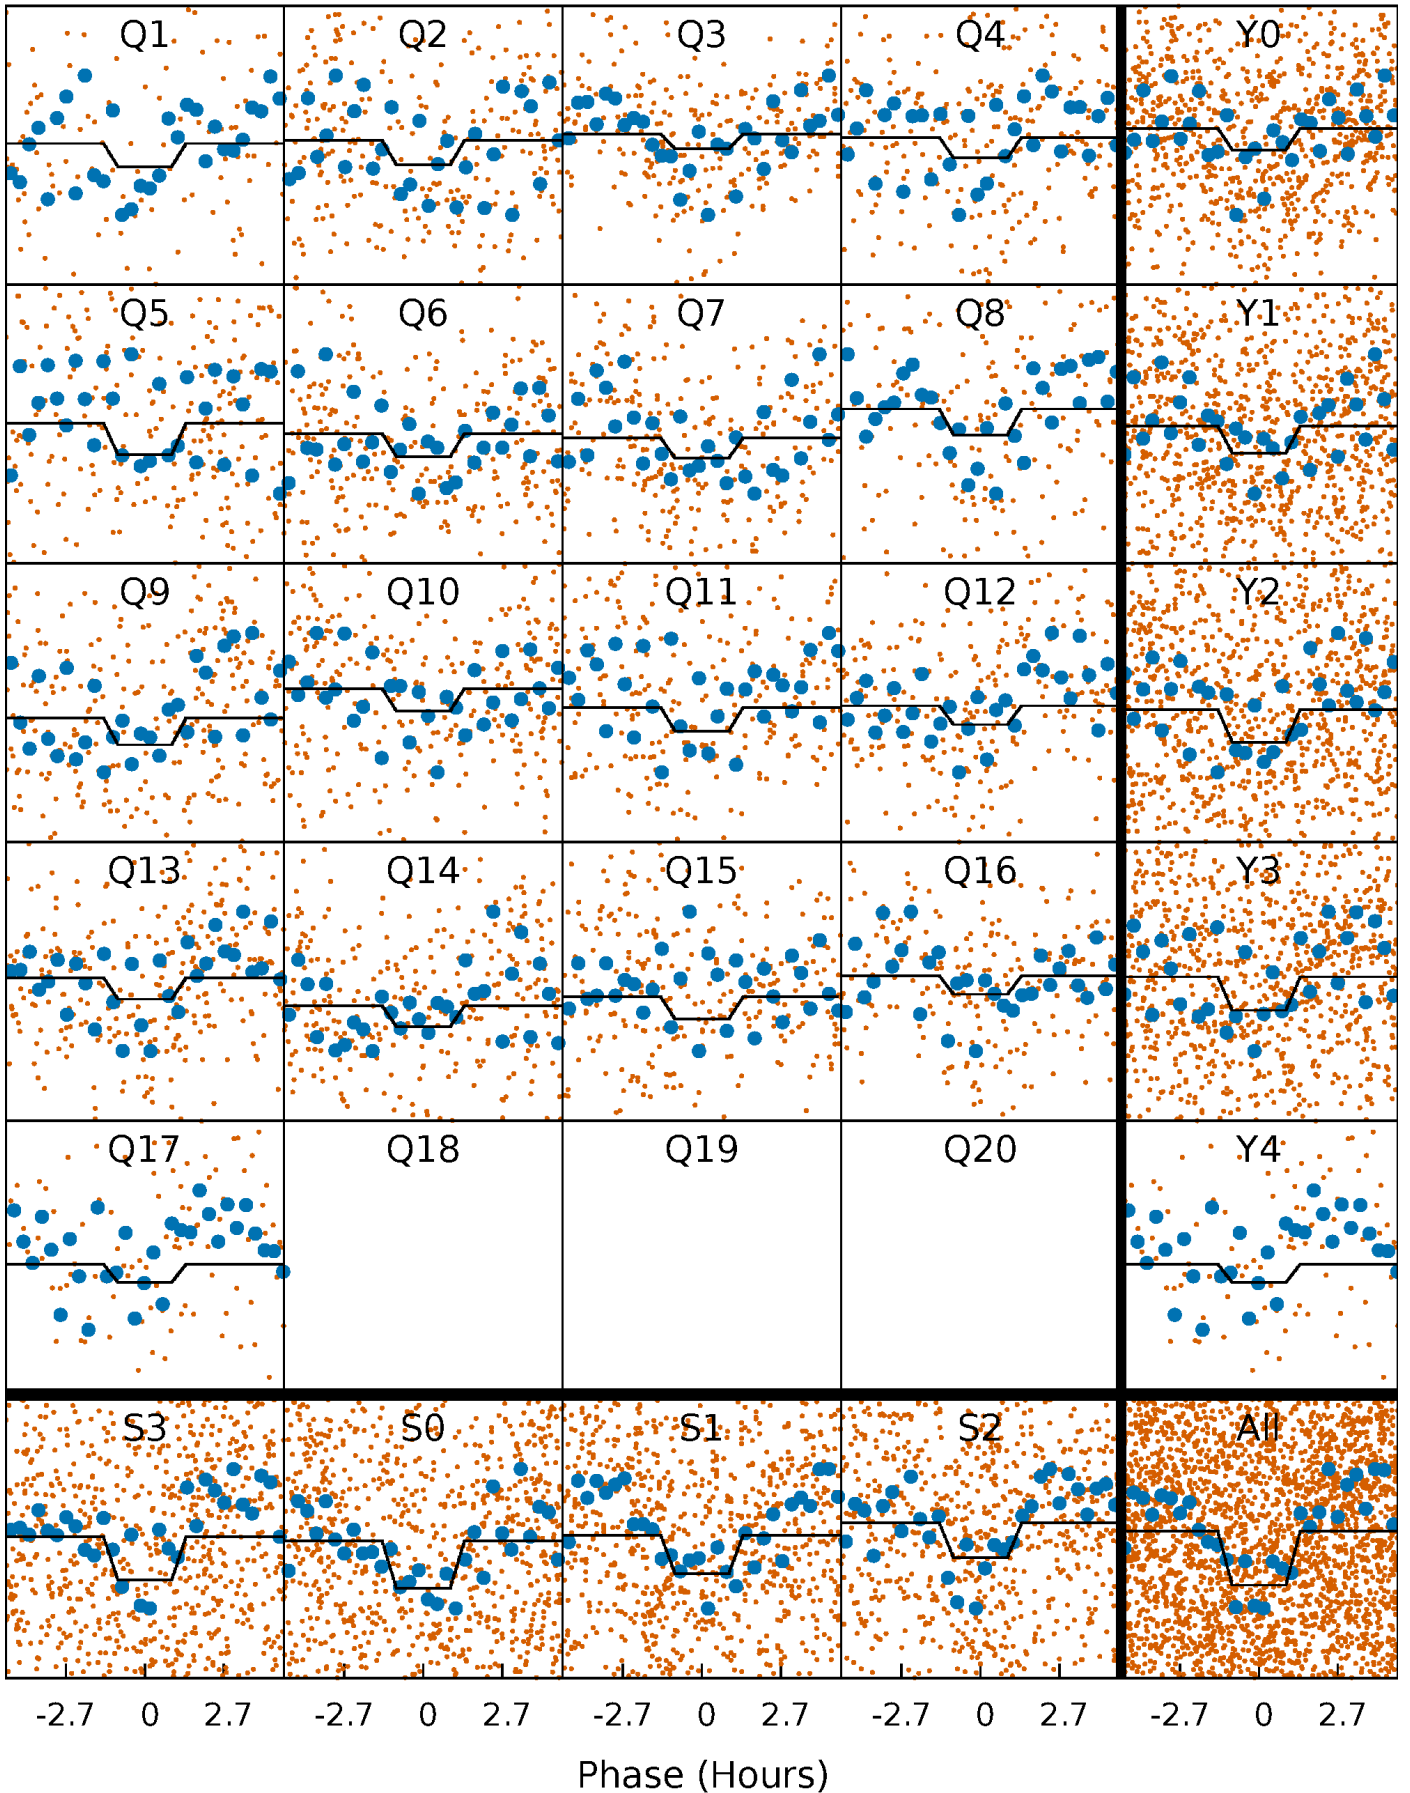 Q1 Q2 Q3 Q4 Y0
Q5 Q6 Q7 Q8 Y1
Q9 Q10 Q11 Q12 Y2
Q13 Q14 Q15 Q16 Y3
Q17 Q18 Q19 Q20 Y4
S3 S0 S1 S2 All
-2.7 0 2.7 -2.7 0 2.7 -2.7 0 2.7 -2.7 0 2.7 -2.7 0 2.7
Phase (Hours)